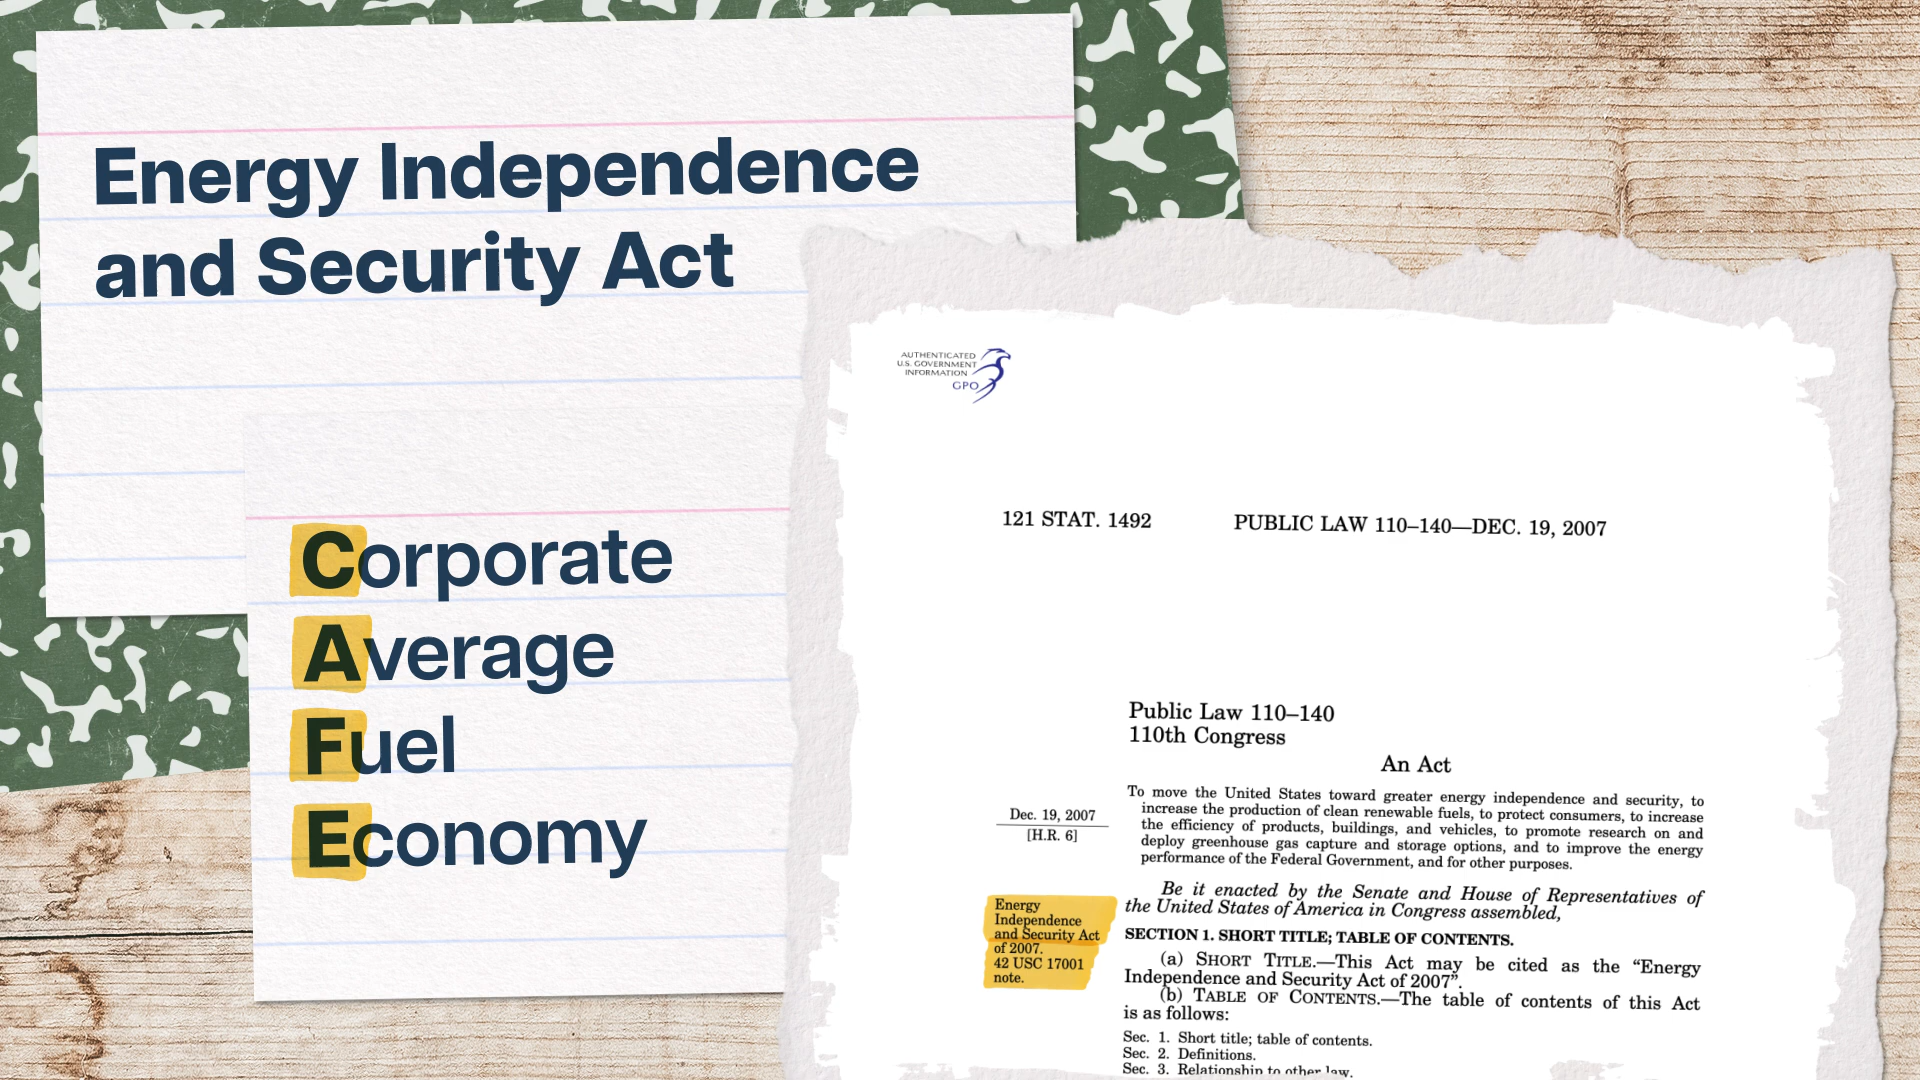 Energy Independence
and Security Act
Corporate
Average
Fuel
Economy
AUTHENTICATED
U.S. GOVERNMENT
INFORMATION
GPO
121 STAT. 1492 PUBLIC LAW 110–140—DEC. 19, 2007
Public Law 110–140
110th Congress
An Act
Dec. 19, 2007
[H.R. 6]
To move the United States toward greater energy independence and security, to
increase the production of clean renewable fuels, to protect consumers, to increase
the efficiency of products, buildings, and vehicles, to promote research on and
deploy greenhouse gas capture and storage options, and to improve the energy
performance of the Federal Government, and for other purposes.
Be it enacted by the Senate and House of Representatives of
the United States of America in Congress assembled,
Energy
Independence
and Security Act
of 2007.
42 USC 17001
note.
SECTION 1. SHORT TITLE; TABLE OF CONTENTS.
(a) SHORT TITLE.—This Act may be cited as the “Energy
Independence and Security Act of 2007”.
(b) TABLE OF CONTENTS.—The table of contents of this Act
is as follows:
Sec. 1. Short title; table of contents.
Sec. 2. Definitions.
Sec. 3. Relationship to other law.